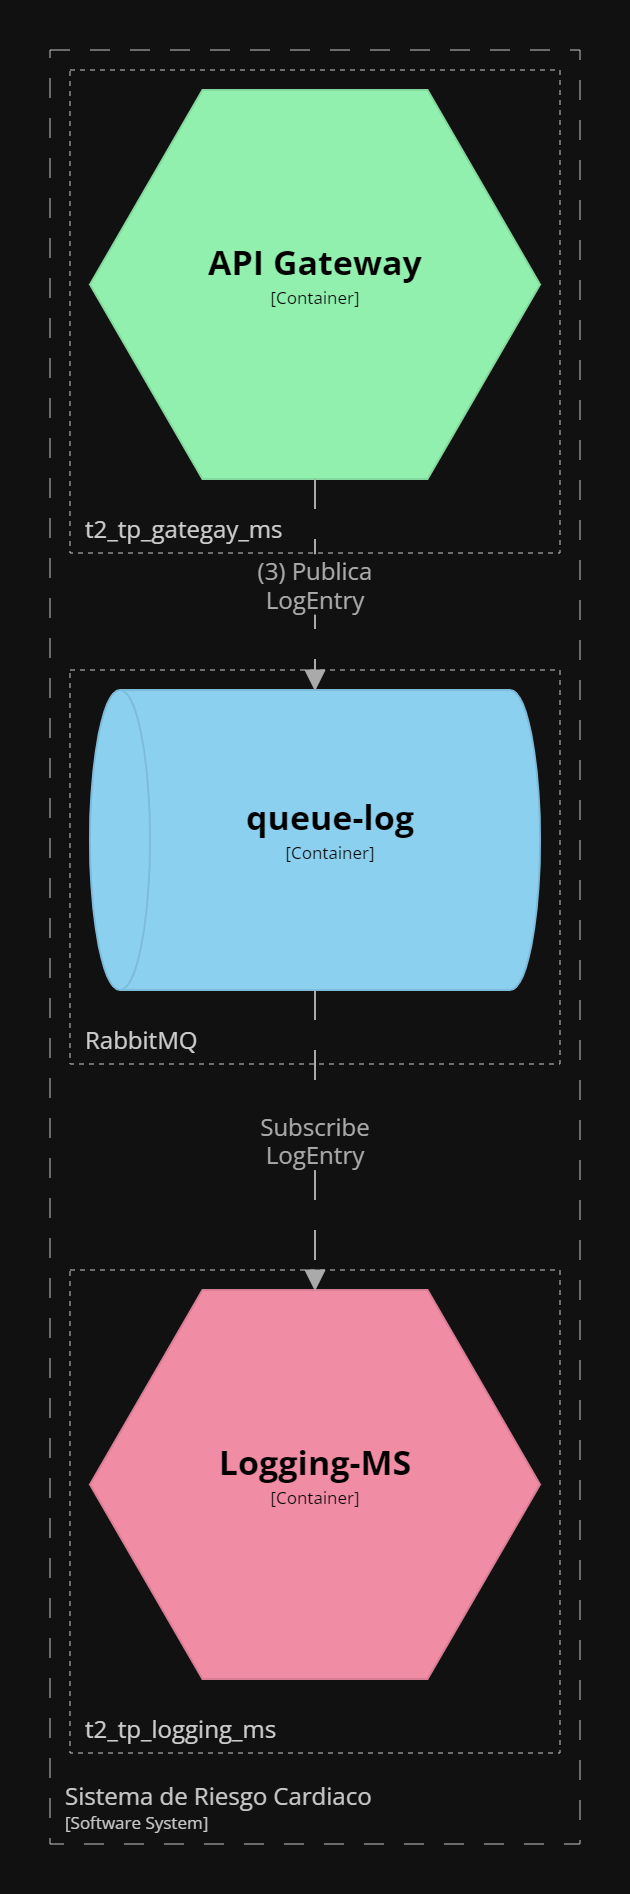 API Gateway
[Container]
t2_tp_gategay_ms
(3) Publica
LogEntry
queue-log
[Container]
RabbitMQ
Subscribe
LogEntry
Logging-MS
[Container]
t2_tp_logging_ms
Sistema de Riesgo Cardiaco
[Software System]